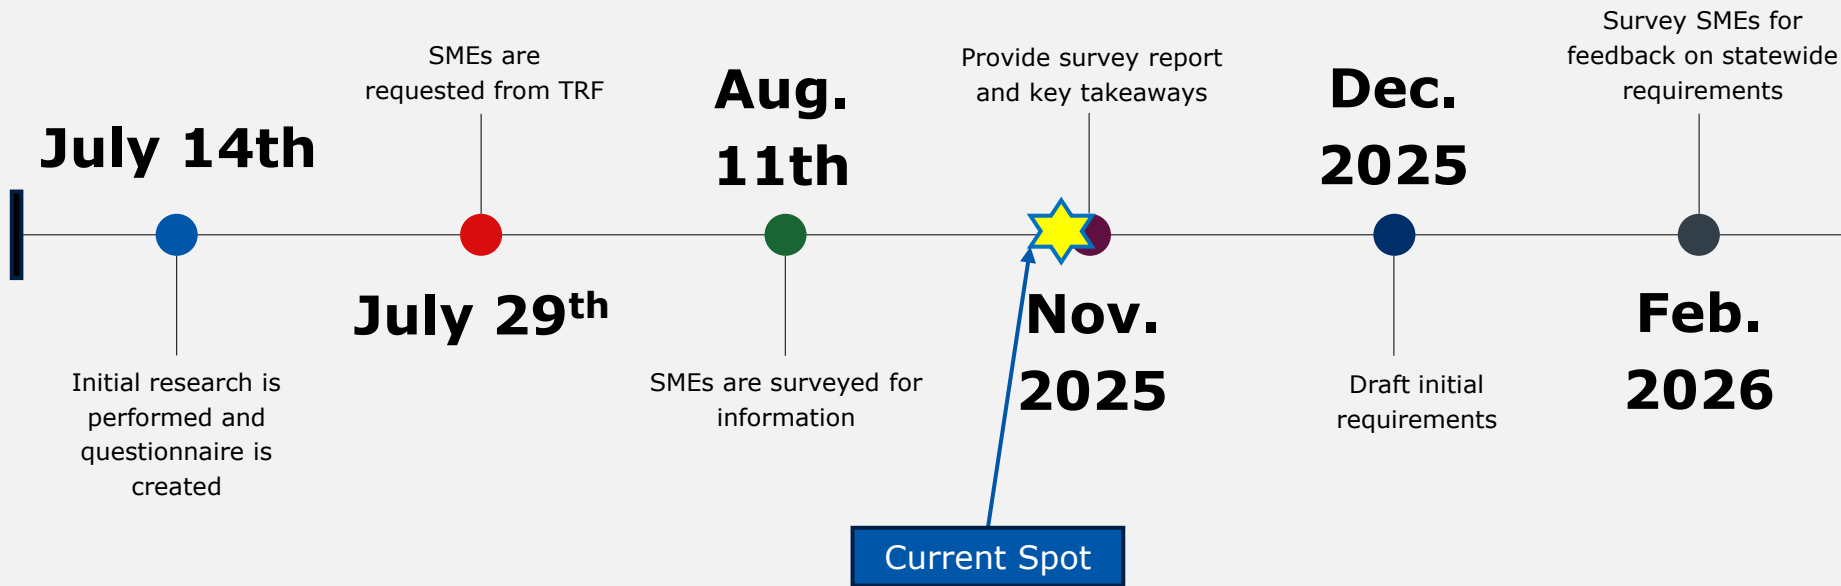 July 14th
Initial research is
performed and
questionnaire is
created
SMEs are
requested from TRF
July 29th
Aug.
11th
SMEs are surveyed for
information
Provide survey report
and key takeaways
Nov.
2025
Current Spot
Dec.
2025
Draft initial
requirements
Survey SMEs for
feedback on statewide
requirements
Feb.
2026